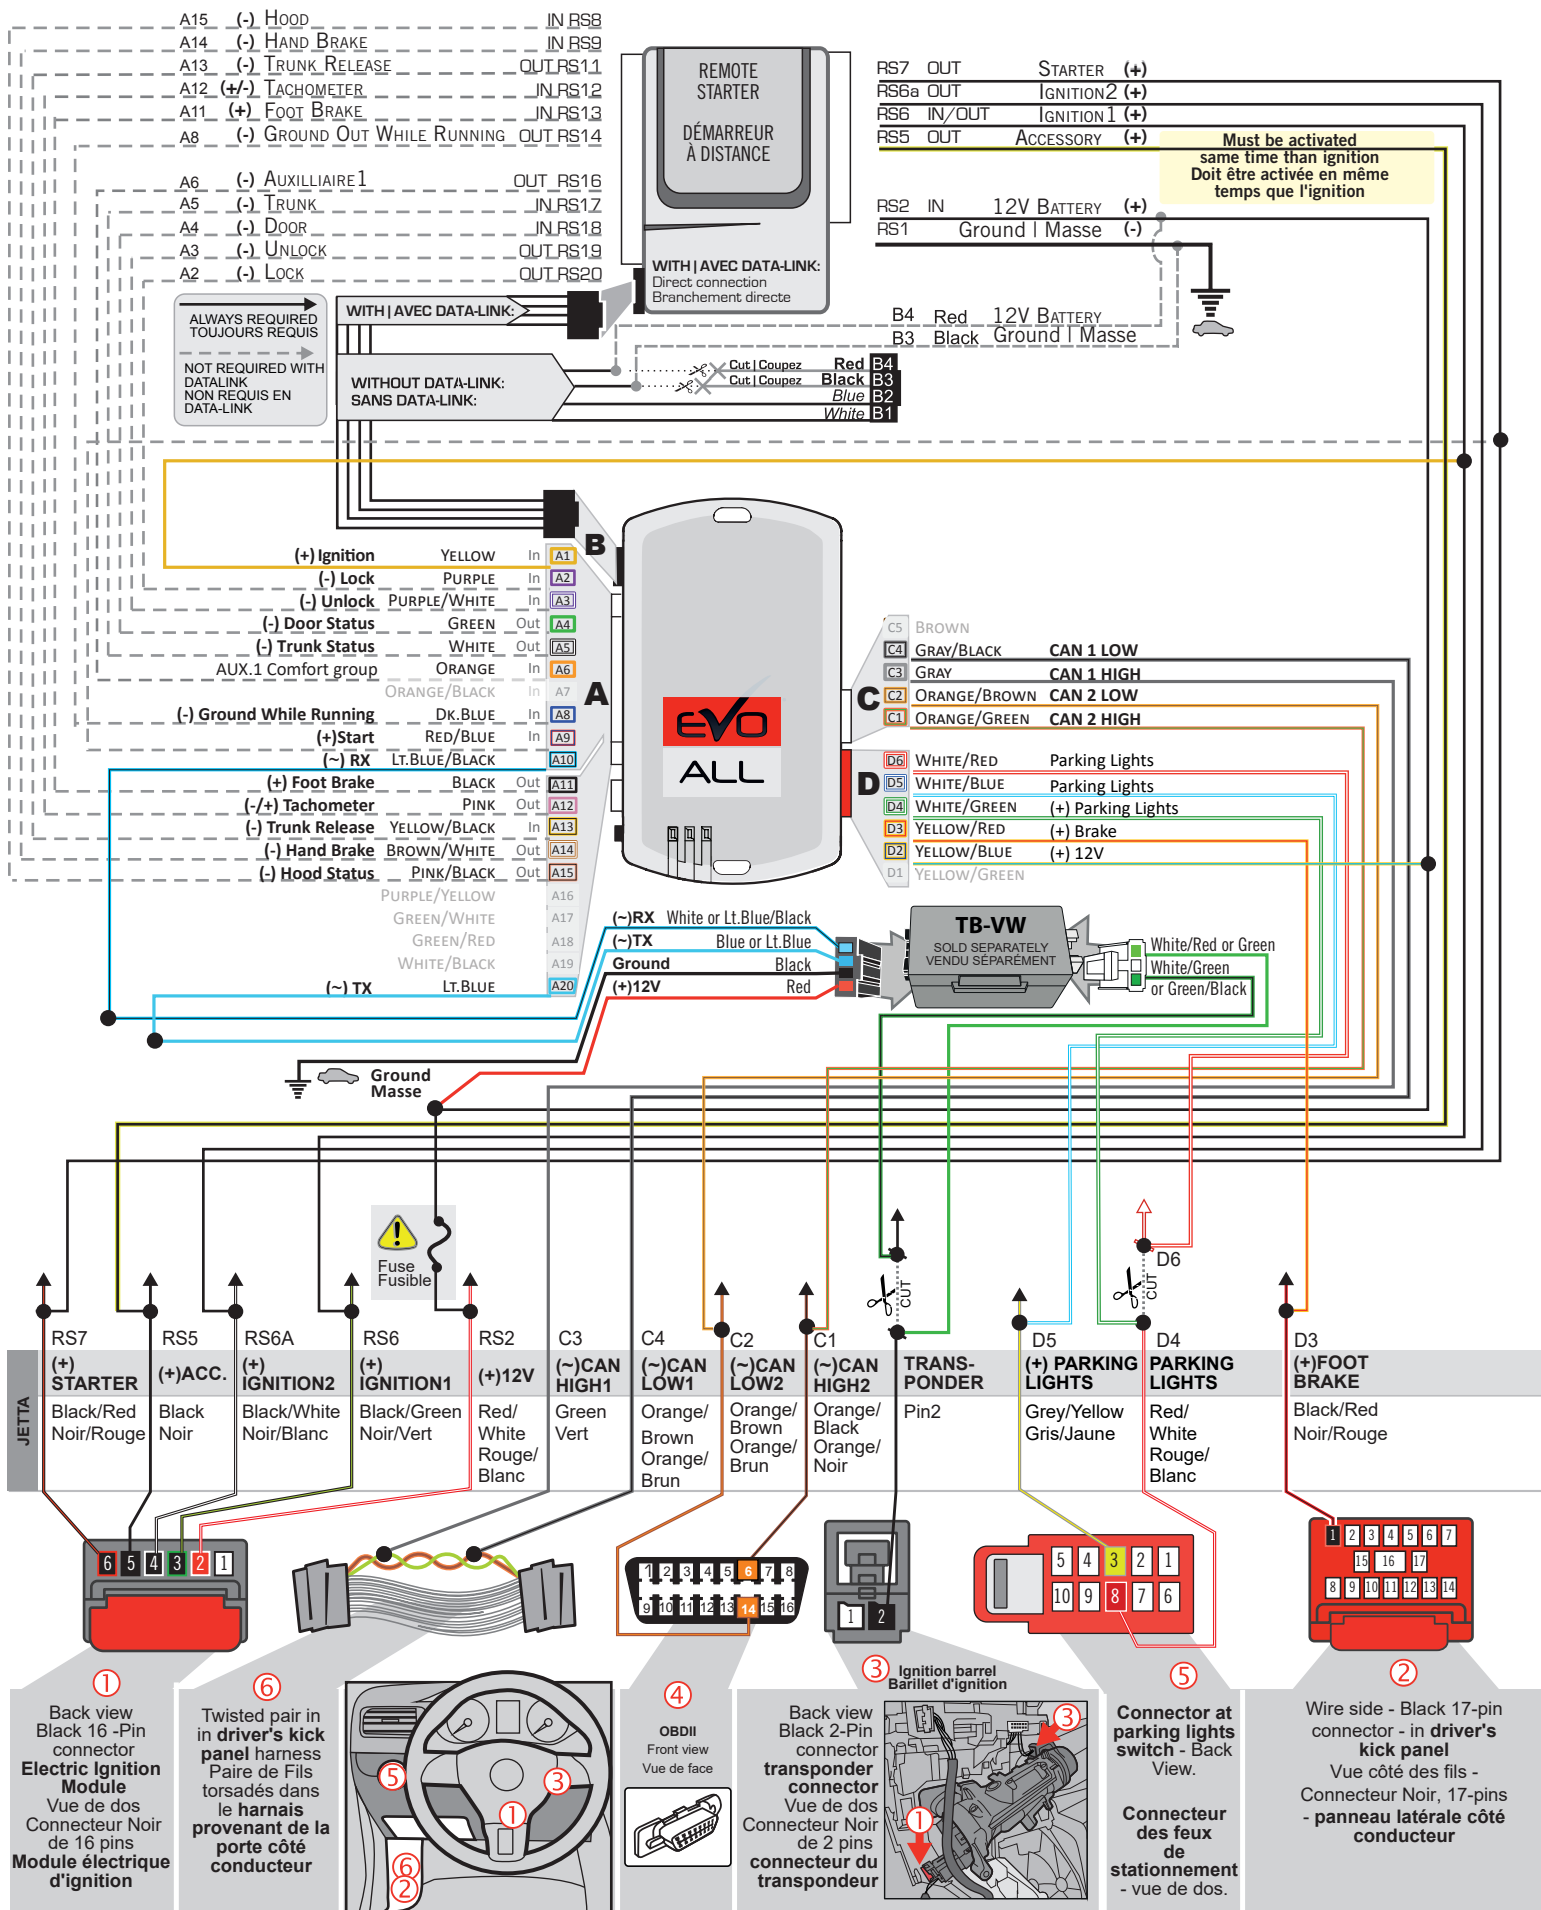 A15 (-) HOOD IN RS8
A14 (-) HAND BRAKE IN RS9
A13 (-) TRUNK RELEASE OUT RS11
A12 (+/-) TACHOMETER IN RS12
A11 (+) FOOT BRAKE IN RS13
A8 (-) GROUND OUT WHILE RUNNING OUT RS14
A6 (-) AUXILLIAIRE 1 OUT RS16
A5 (-) TRUNK IN RS17
A4 (-) DOOR IN RS18
A3 (-) UNLOCK OUT RS19
A2 (-) LOCK OUT RS20
REMOTE
STARTER
DÉMARREUR
À DISTANCE
WITH | AVEC DATA-LINK:
Direct connection
Branchement directe
RS7 OUT STARTER (+)
RS6a OUT IGNITION2 (+)
RS6 IN/OUT IGNITION1 (+)
RS5 OUT ACCESSORY (+)
Must be activated
same time than ignition
Doit être activée en même
temps que l'ignition
RS2 IN 12V BATTERY (+)
RS1 Ground | Masse (-)
ALWAYS REQUIRED
TOUJOURS REQUIS
NOT REQUIRED WITH
DATALINK
NON REQUIS EN
DATA-LINK
WITH | AVEC DATA-LINK:
WITHOUT DATA-LINK:
SANS DATA-LINK:
B4 Red 12V BATTERY
B3 Black Ground | Masse
Cut | Coupez Red B4
Cut | Coupez Black B3
Blue B2
White B1
B
A
C
D
EVO
ALL
(+) Ignition YELLOW In A1
(-) Lock PURPLE In A2
(-) Unlock PURPLE/WHITE In A3
(-) Door Status GREEN Out A4
(-) Trunk Status WHITE Out A5
AUX.1 Comfort group ORANGE In A6
ORANGE/BLACK In A7
(-) Ground While Running DK.BLUE In A8
(+)Start RED/BLUE In A9
(~) RX LT.BLUE/BLACK A10
(+) Foot Brake BLACK Out A11
(-/+) Tachometer PINK Out A12
(-) Trunk Release YELLOW/BLACK In A13
(-) Hand Brake BROWN/WHITE Out A14
(-) Hood Status PINK/BLACK Out A15
PURPLE/YELLOW A16
GREEN/WHITE A17
GREEN/RED A18
WHITE/BLACK A19
(~) TX LT.BLUE A20
C5 BROWN
C4 GRAY/BLACK CAN 1 LOW
C3 GRAY CAN 1 HIGH
C2 ORANGE/BROWN CAN 2 LOW
C1 ORANGE/GREEN CAN 2 HIGH
D6 WHITE/RED Parking Lights
D5 WHITE/BLUE Parking Lights
D4 WHITE/GREEN (+) Parking Lights
D3 YELLOW/RED (+) Brake
D2 YELLOW/BLUE (+) 12V
D1 YELLOW/GREEN
(~)RX White or Lt.Blue/Black
(~)TX Blue or Lt.Blue
Ground Black
(+)12V Red
TB-VW
SOLD SEPARATELY
VENDU SÉPARÉMENT
White/Red or Green
White/Green
or Green/Black
Ground
Masse
Fuse
Fusible
CUT
CUT
D6
RS7 RS5 RS6A RS6 RS2 C3 C4 C2 C1 D5 D4 D3
JETTA
(+)
STARTER
(+)ACC.
(+)
IGNITION2
(+)
IGNITION1
(+)12V
(~)CAN
HIGH1
(~)CAN
LOW1
(~)CAN
LOW2
(~)CAN
HIGH2
TRANS-
PONDER
(+) PARKING
LIGHTS
PARKING
LIGHTS
(+)FOOT
BRAKE
Black/Red
Noir/Rouge
Black
Noir
Black/White
Noir/Blanc
Black/Green
Noir/Vert
Red/
White
Rouge/
Blanc
Green
Vert
Orange/
Brown
Orange/
Brun
Orange/
Brown
Orange/
Brun
Orange/
Black
Orange/
Noir
Pin2
Grey/Yellow
Gris/Jaune
Red/
White
Rouge/
Blanc
Black/Red
Noir/Rouge
6 5 4 3 2 1
1 2 3 4 5 6 7 8
9 10 11 12 13 14 15 16
1 2
5 4 3 2 1
10 9 8 7 6
1 2 3 4 5 6 7
15 16 17
8 9 10 11 12 13 14
1
Back view
Black 16 -Pin
connector
Electric Ignition
Module
Vue de dos
Connecteur Noir
de 16 pins
Module électrique
d'ignition
6
Twisted pair in
in driver's kick
panel harness
Paire de Fils
torsadés dans
le harnais
provenant de la
porte côté
conducteur
5
3
1
6
2
4
OBDII
Front view
Vue de face
3
Ignition barrel
Barillet d'ignition
Back view
Black 2-Pin
connector
transponder
connector
Vue de dos
Connecteur Noir
de 2 pins
connecteur du
transpondeur
3
1
5
Connector at
parking lights
switch - Back
View.
Connecteur
des feux
de
stationnement
- vue de dos.
2
Wire side - Black 17-pin
connector - in driver's
kick panel
Vue côté des fils -
Connecteur Noir, 17-pins
- panneau latérale côté
conducteur